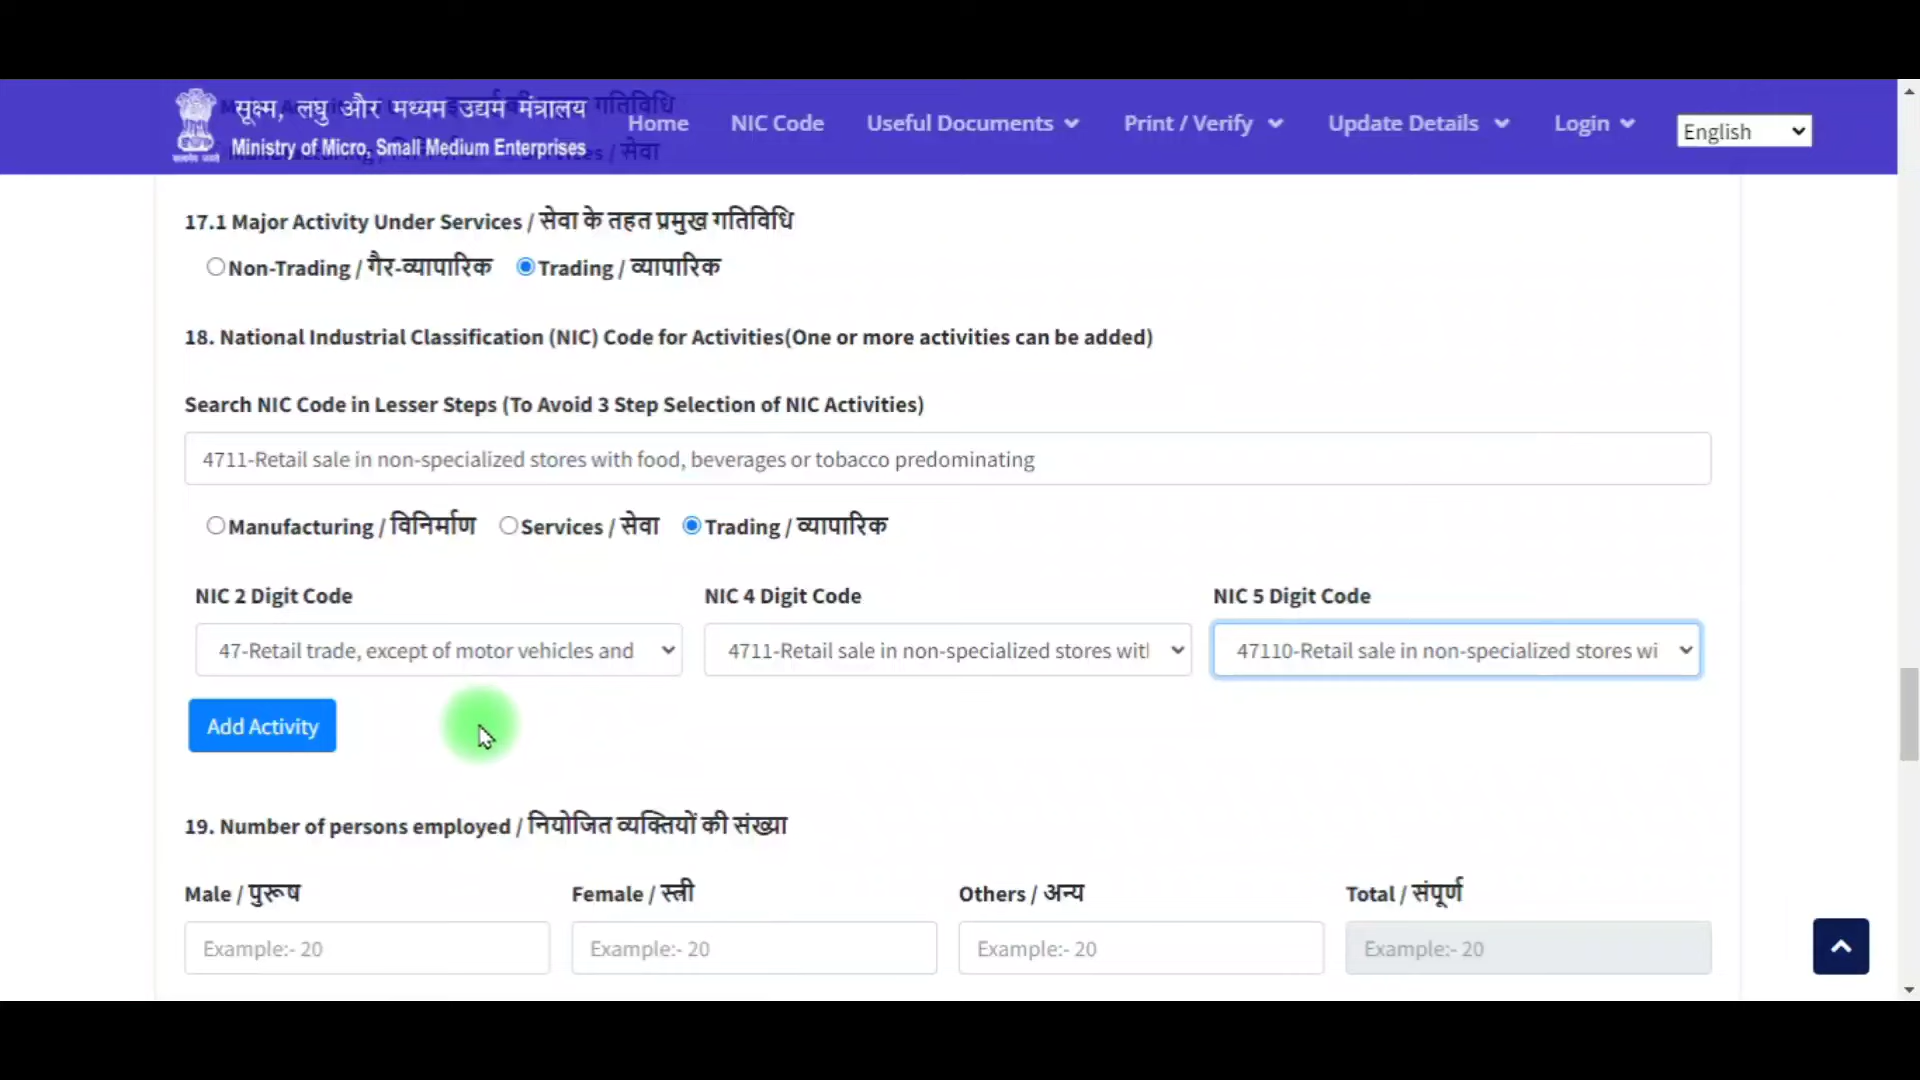 सूक्ष्म, लघु और मध्यम उद्यम मंत्रालय
Ministry of Micro, Small Medium Enterprises
Home NIC Code Useful Documents Print / Verify Update Details Login English
17.1 Major Activity Under Services / सेवा के तहत प्रमुख गतिविधि
Non-Trading / गैर-व्यापारिक Trading / व्यापारिक
18. National Industrial Classification (NIC) Code for Activities(One or more activities can be added)
Search NIC Code in Lesser Steps (To Avoid 3 Step Selection of NIC Activities)
4711-Retail sale in non-specialized stores with food, beverages or tobacco predominating
Manufacturing / विनिर्माण Services / सेवा Trading / व्यापारिक
NIC 2 Digit Code NIC 4 Digit Code NIC 5 Digit Code
47-Retail trade, except of motor vehicles and 4711-Retail sale in non-specialized stores with 47110-Retail sale in non-specialized stores wi
Add Activity
19. Number of persons employed / नियोजित व्यक्तियों की संख्या
Male / पुरूष Female / स्त्री Others / अन्य Total / संपूर्ण
Example:- 20 Example:- 20 Example:- 20 Example:- 20